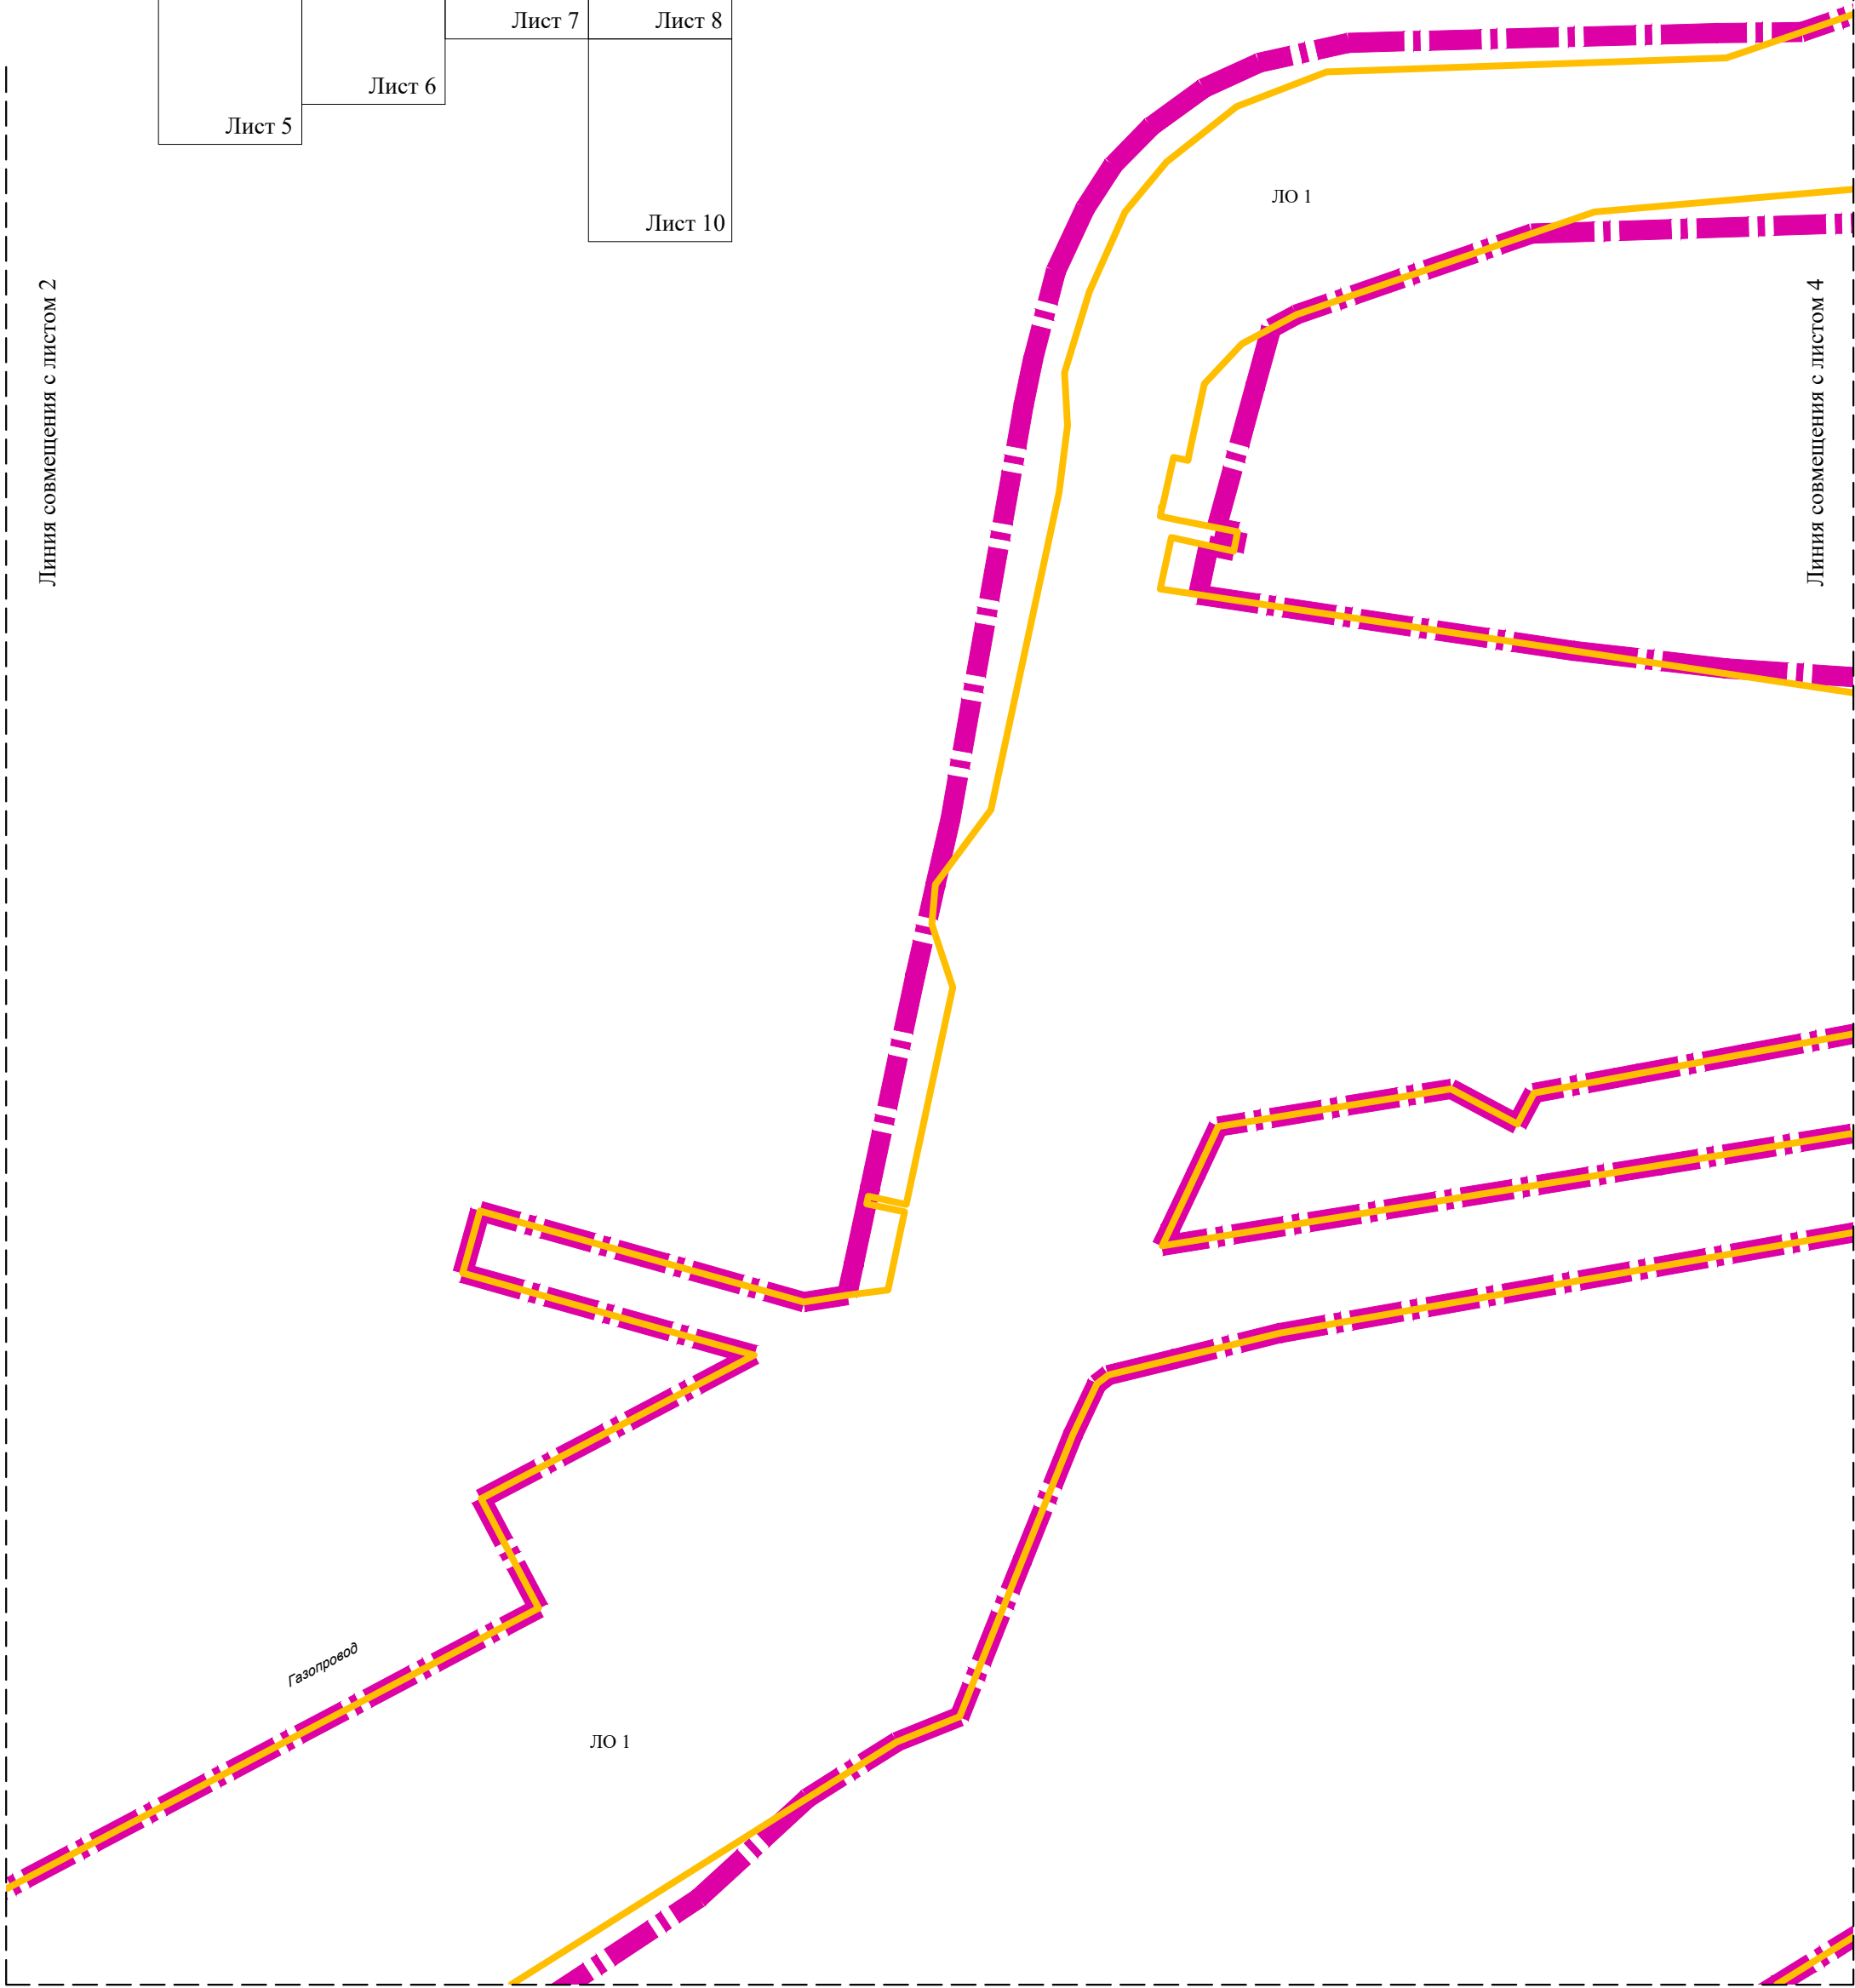 Лист 7
Лист 8
Лист 6
Лист 5
Лист 10
ЛО 1
Линия совмещения с листом 2
Линия совмещения с листом 4
Газопровод
ЛО 1